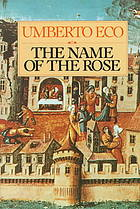 UMBERTO ECO
THE NAME OF THE ROSE